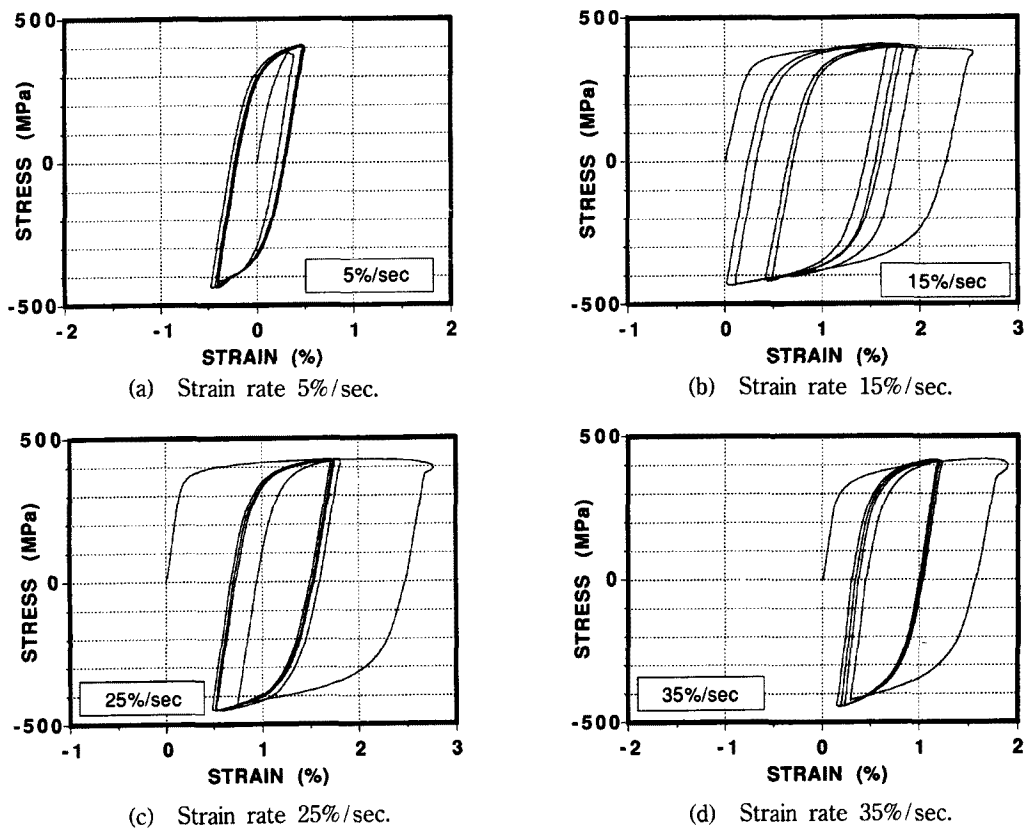 500
0
-500
STRESS (MPa)
5%/sec
-2 -1 0 1 2
STRAIN (%)
(a) Strain rate 5%/sec.
500
0
-500
STRESS (MPa)
15%/sec
-1 0 1 2 3
STRAIN (%)
(b) Strain rate 15%/sec.
500
0
-500
STRESS (MPa)
25%/sec
-1 0 1 2 3
STRAIN (%)
(c) Strain rate 25%/sec.
500
0
-500
STRESS (MPa)
35%/sec
-2 -1 0 1 2
STRAIN (%)
(d) Strain rate 35%/sec.